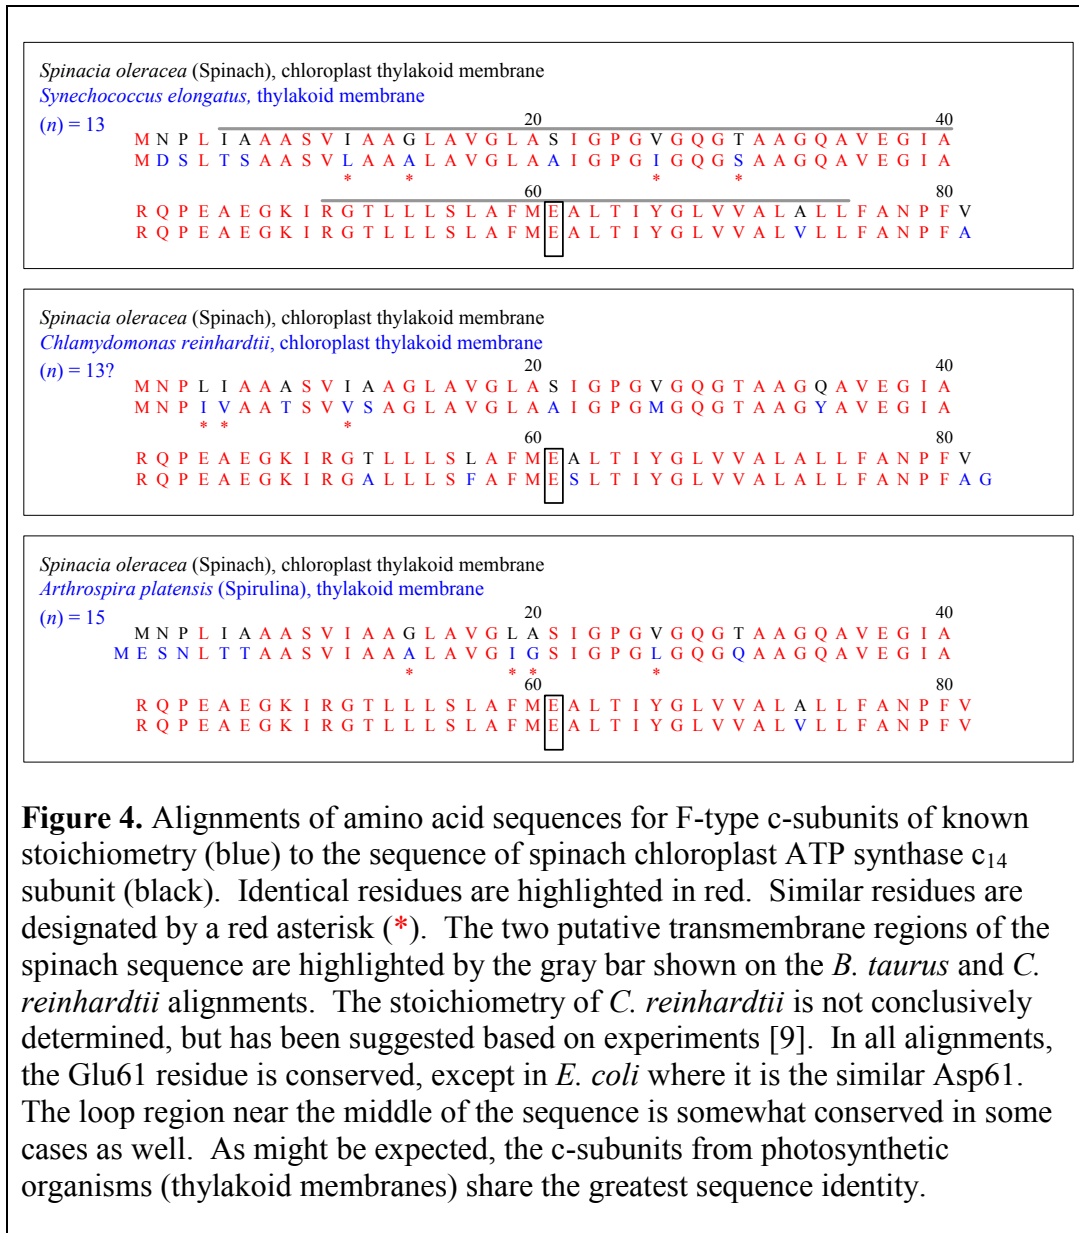 Spinacia oleracea (Spinach), chloroplast thylakoid membrane
Synechococcus elongatus, thylakoid membrane
(n) = 13
20 40
M N P L I A A A S V I A A G L A V G L A S I G P G V G Q G T A A G Q A V E G I A
M D S L T S A A S V L A A A L A V G L A A I G P G I G Q G S A A G Q A V E G I A
* * * *
60 80
R Q P E A E G K I R G T L L L S L A F M E A L T I Y G L V V A L A L L F A N P F V
R Q P E A E G K I R G T L L L S L A F M E A L T I Y G L V V A L V L L F A N P F A
Spinacia oleracea (Spinach), chloroplast thylakoid membrane
Chlamydomonas reinhardtii, chloroplast thylakoid membrane
(n) = 13?
20 40
M N P L I A A A S V I A A G L A V G L A S I G P G V G Q G T A A G Q A V E G I A
M N P I V A A T S V V S A G L A V G L A A I G P G M G Q G T A A G Y A V E G I A
* * *
60 80
R Q P E A E G K I R G T L L L S L A F M E A L T I Y G L V V A L A L L F A N P F V
R Q P E A E G K I R G A L L L S F A F M E S L T I Y G L V V A L A L L F A N P F A G
Spinacia oleracea (Spinach), chloroplast thylakoid membrane
Arthrospira platensis (Spirulina), thylakoid membrane
(n) = 15
20 40
M N P L I A A A S V I A A G L A V G L A S I G P G V G Q G T A A G Q A V E G I A
M E S N L T T A A S V I A A A L A V G I G S I G P G L G Q G Q A A G Q A V E G I A
* * * *
60 80
R Q P E A E G K I R G T L L L S L A F M E A L T I Y G L V V A L A L L F A N P F V
R Q P E A E G K I R G T L L L S L A F M E A L T I Y G L V V A L V L L F A N P F V
Figure 4. Alignments of amino acid sequences for F-type c-subunits of known
stoichiometry (blue) to the sequence of spinach chloroplast ATP synthase c14
subunit (black). Identical residues are highlighted in red. Similar residues are
designated by a red asterisk (*). The two putative transmembrane regions of the
spinach sequence are highlighted by the gray bar shown on the B. taurus and C.
reinhardtii alignments. The stoichiometry of C. reinhardtii is not conclusively
determined, but has been suggested based on experiments [9]. In all alignments,
the Glu61 residue is conserved, except in E. coli where it is the similar Asp61.
The loop region near the middle of the sequence is somewhat conserved in some
cases as well. As might be expected, the c-subunits from photosynthetic
organisms (thylakoid membranes) share the greatest sequence identity.